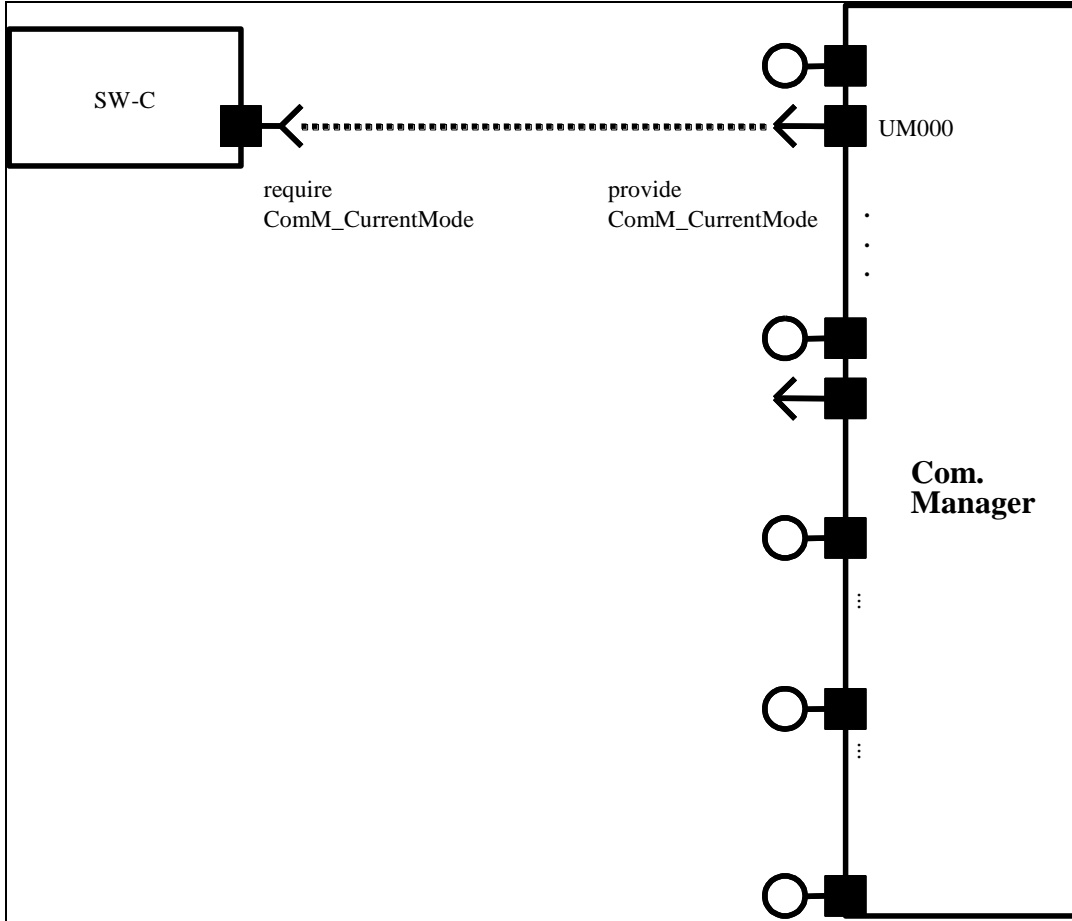 SW-C
UM000
require
ComM_CurrentMode
provide
ComM_CurrentMode
.
.
.
Com.
Manager
...
...